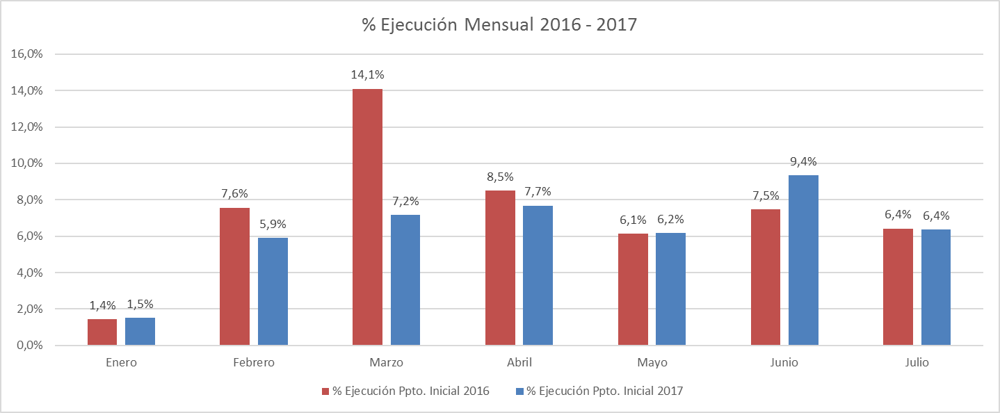 % Ejecución Mensual 2016 - 2017
16,0%
14,0%
12,0%
10,0%
8,0%
6,0%
4,0%
2,0%
0,0%
1,4%
1,5%
7,6%
5,9%
14,1%
7,2%
8,5%
7,7%
6,1%
6,2%
7,5%
9,4%
6,4%
6,4%
Enero
Febrero
Marzo
Abril
Mayo
Junio
Julio
% Ejecución Ppto. Inicial 2016
% Ejecución Ppto. Inicial 2017